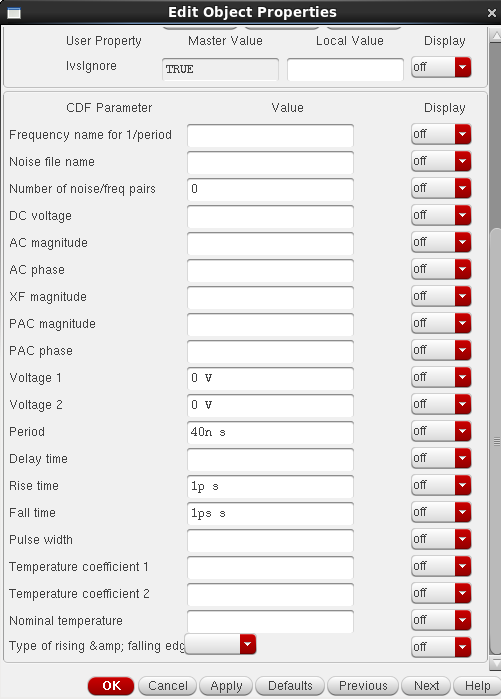 Edit Object Properties
User Property Master Value Local Value Display
lvsIgnore TRUE off
CDF Parameter Value Display
Frequency name for 1/period off
Noise file name off
Number of noise/freq pairs 0 off
DC voltage off
AC magnitude off
AC phase off
XF magnitude off
PAC magnitude off
PAC phase off
Voltage 1 0 V off
Voltage 2 0 V off
Period 40n s off
Delay time off
Rise time 1p s off
Fall time 1ps s off
Pulse width off
Temperature coefficient 1 off
Temperature coefficient 2 off
Nominal temperature off
Type of rising &amp; falling edg off
OK Cancel Apply Defaults Previous Next Help